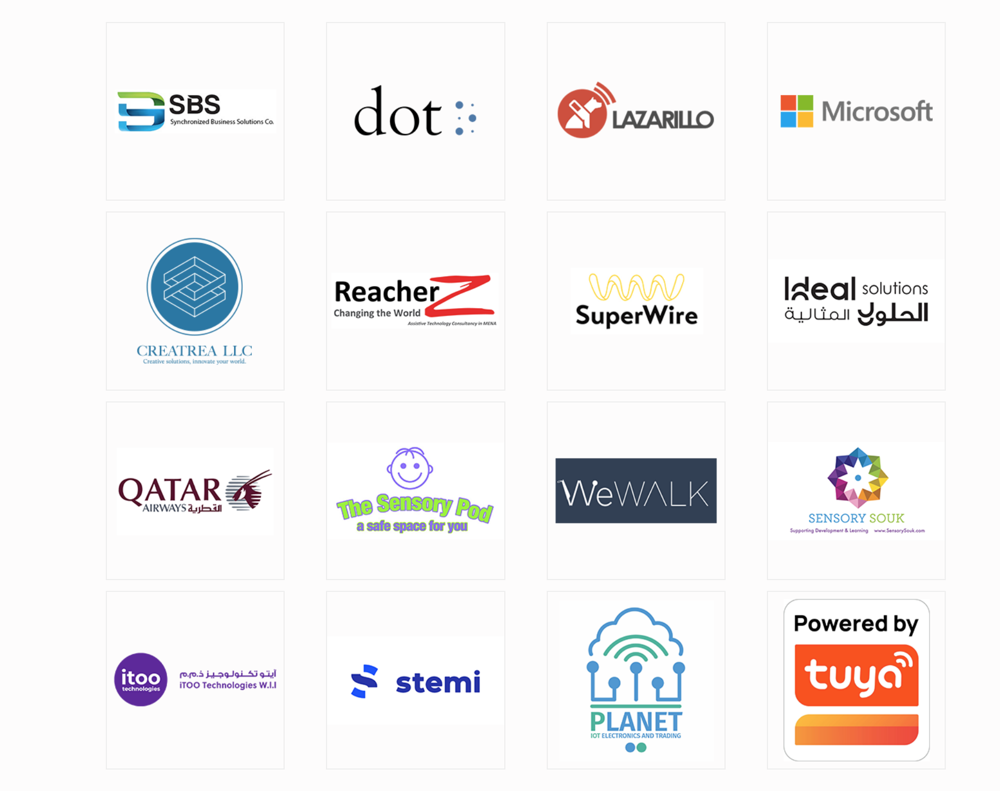 SBS
Synchronized Business Solutions Co.
dot
LAZARILLO
Microsoft
CREATREA LLC
Creative solutions, innovate your world.
ReacherZ
Changing the World
Assistive Technology Consultancy in MENA
SuperWire
Ideal solutions
الحلول المثالية
QATAR
AIRWAYS القطرية
The Sensory Pod
a safe space for you
WeWALK
SENSORY SOUK
Supporting Development & Learning www.SensorySouk.com
itoo
technologies
آيتو تكنولوجيز ذ.م.م
iTOO Technologies W.l.l
stemi
PLANET
IOT ELECTRONICS AND TRADING
Powered by
tuya